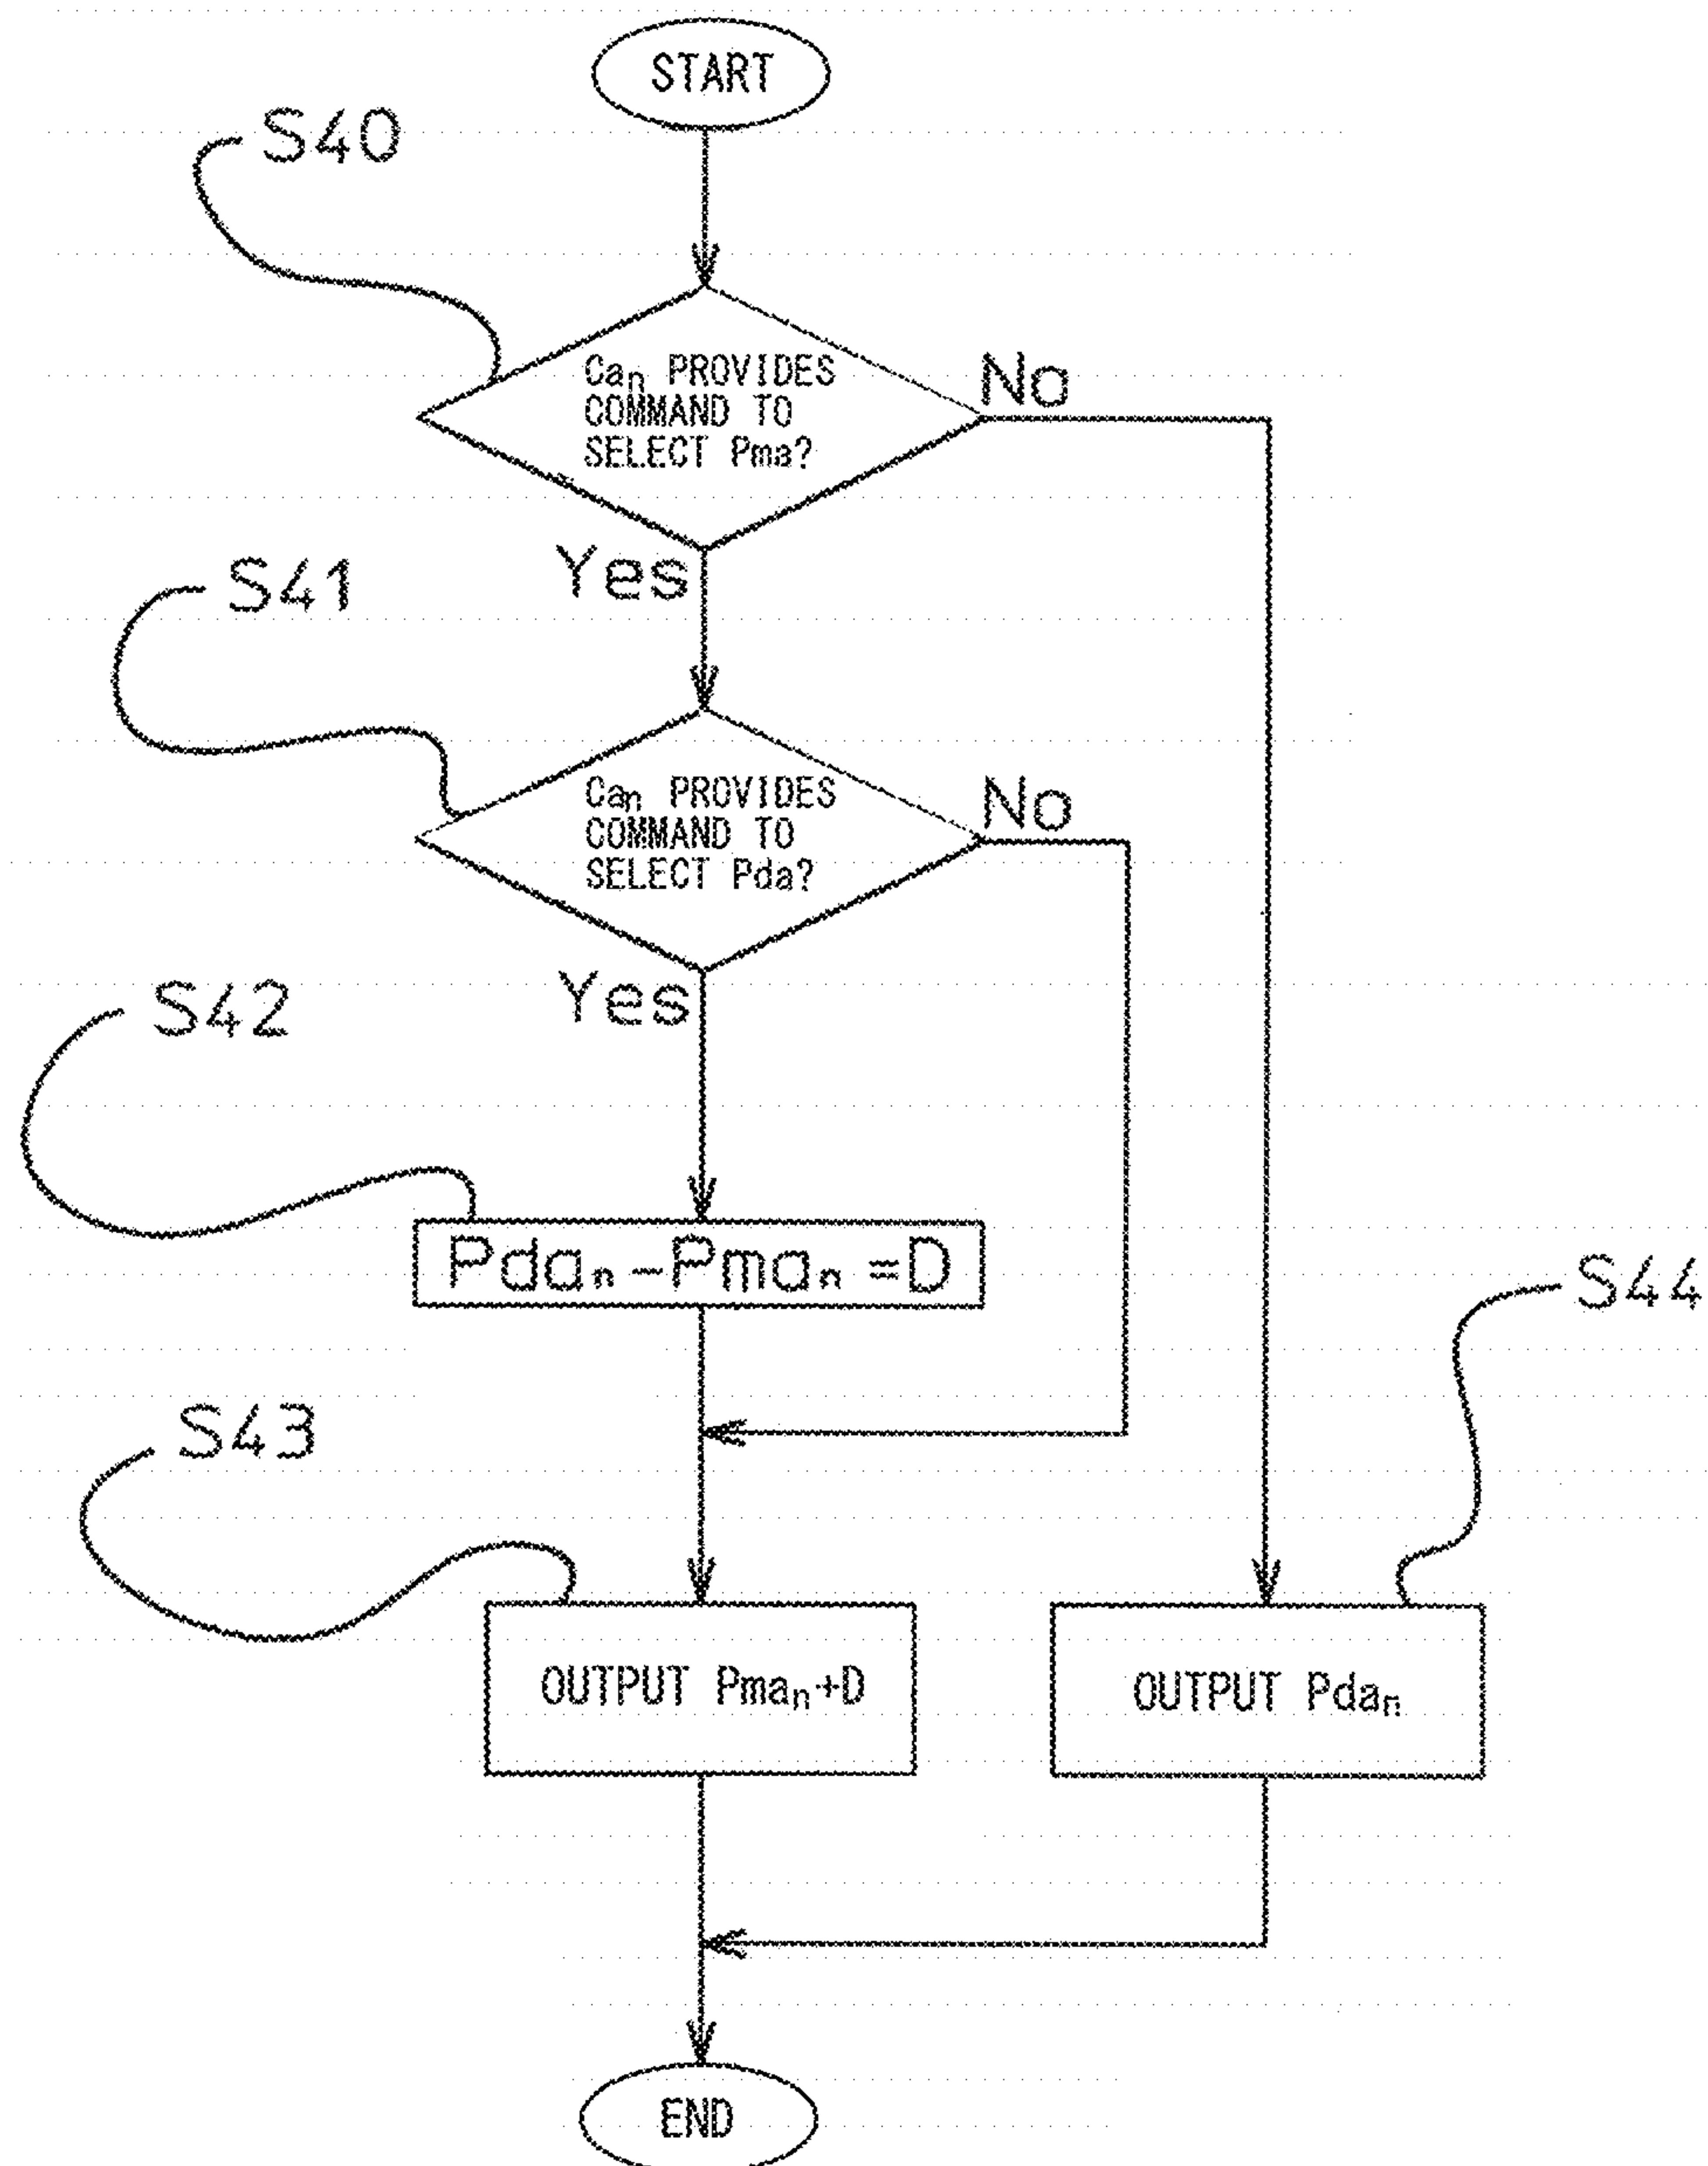 START
S40
Caₙ PROVIDES
COMMAND TO
SELECT Pma?
No
Yes
S41
Caₙ PROVIDES
COMMAND TO
SELECT Pda?
No
Yes
S42
Pdaₙ-Pmaₙ=D
S44
S43
OUTPUT Pmaₙ+D
OUTPUT Pdaₙ
END